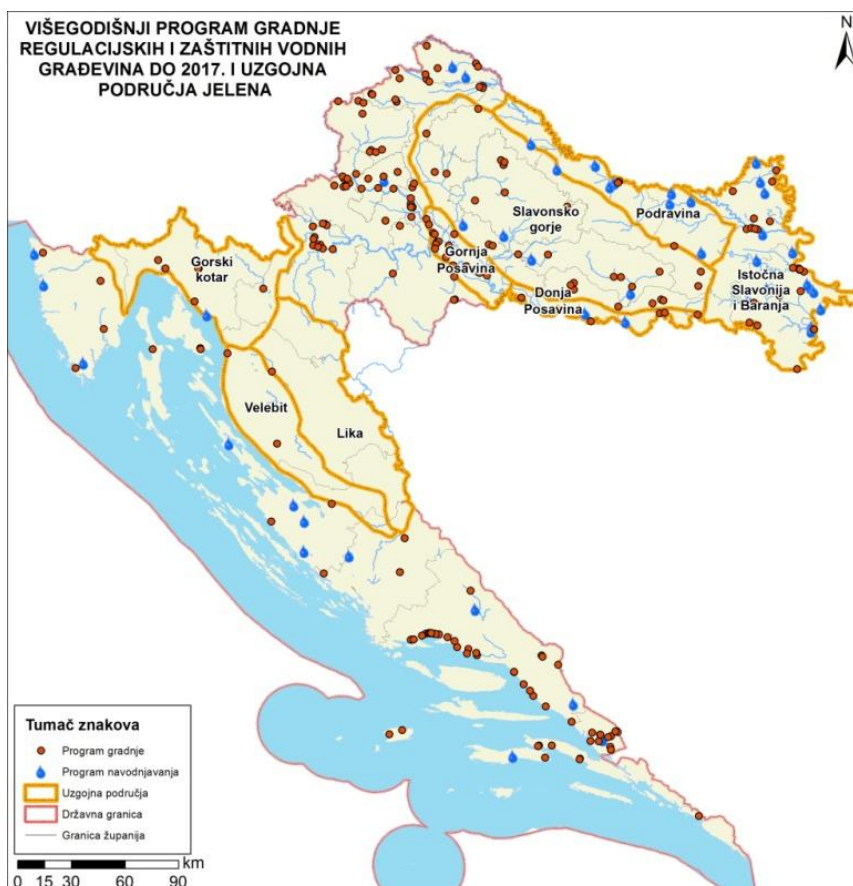 VIŠEGODIŠNJI PROGRAM GRADNJE
REGULACIJSKIH I ZAŠTITNIH VODNIH
GRAĐEVINA DO 2017. I UZGOJNA
PODRUČJA JELENA
N
Slavonsko
gorje
Podravina
Gornja
Posavina
Gorski
kotar
Istočna
Slavonija
i Baranja
Donja
Posavina
Velebit
Lika
Tumač znakova
Program gradnje
Program navodnjavanja
Uzgojna područja
Državna granica
Granica županija
km
0 15 30 60 90